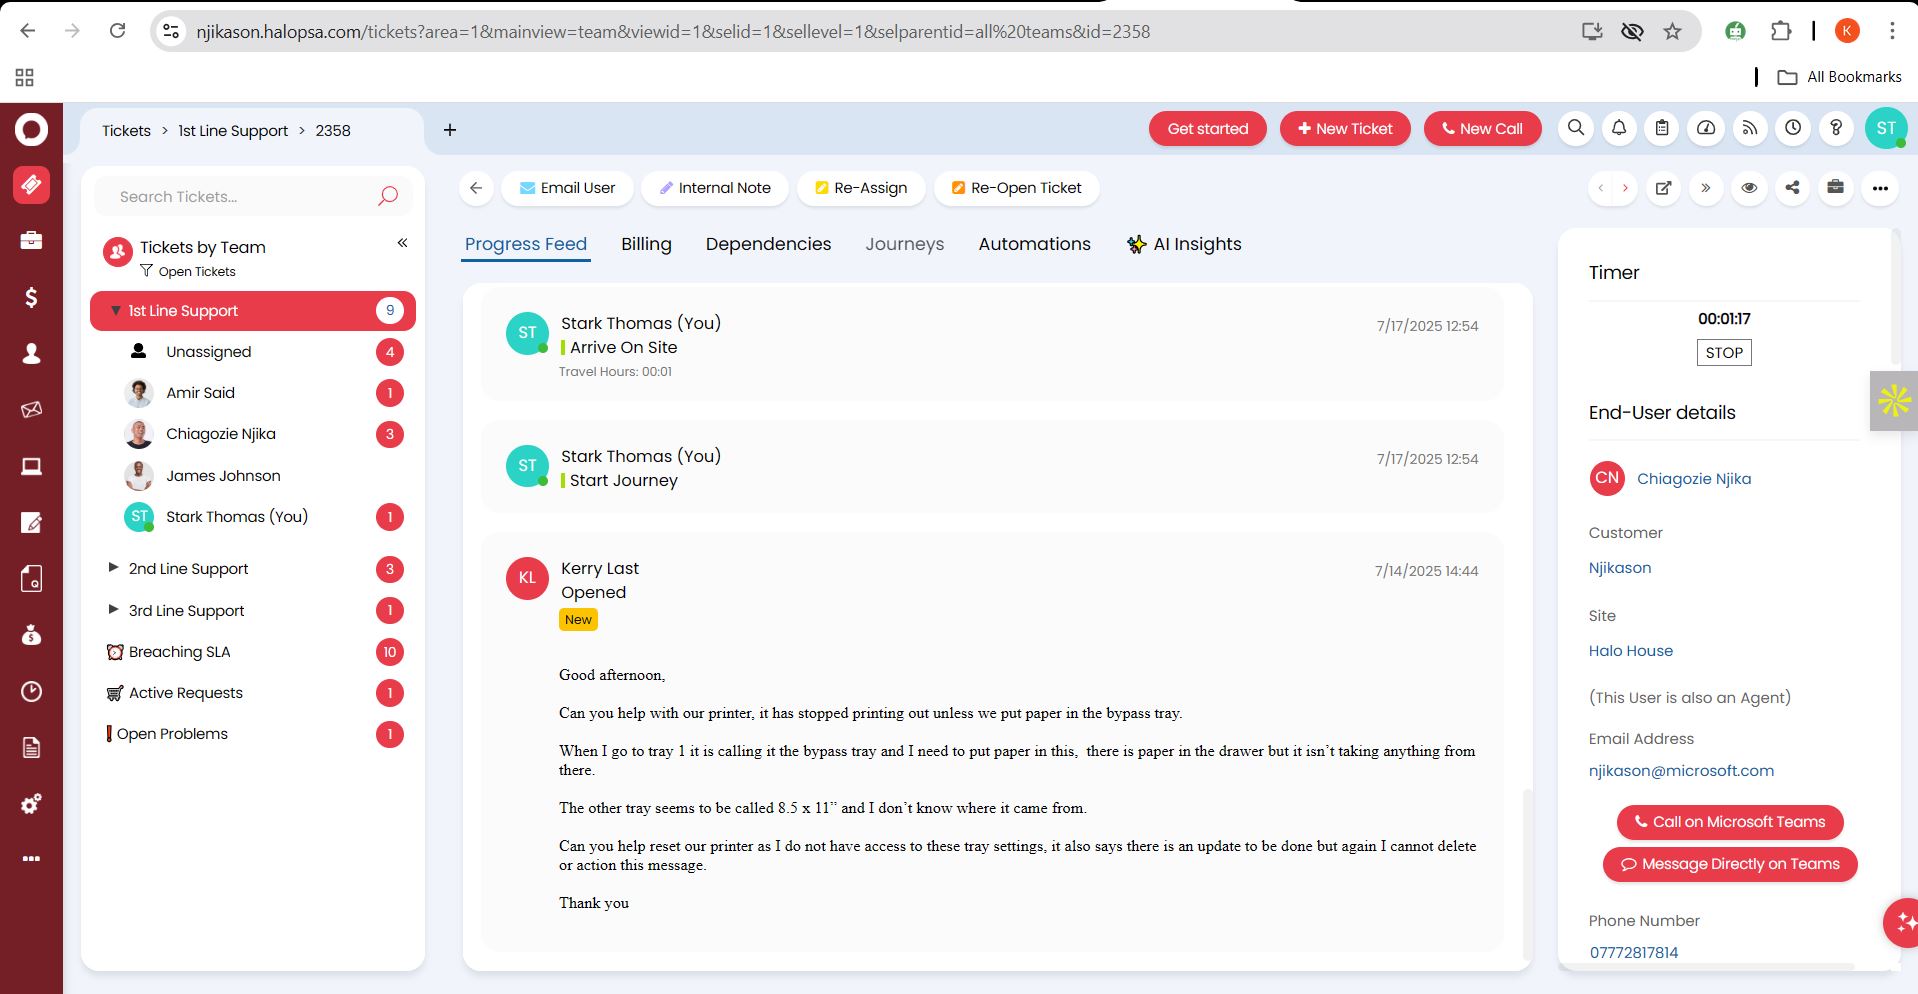 njikason.halopsa.com/tickets?area=1&mainview=team&viewid=1&selid=1&sellevel=1&selparentid=all%20teams&id=2358
K
All Bookmarks
Tickets > 1st Line Support > 2358
+
Get started
New Ticket
New Call
ST
Search Tickets...
Tickets by Team
Open Tickets
1st Line Support 9
Unassigned 4
Amir Said 1
Chiagozie Njika 3
James Johnson
ST Stark Thomas (You) 1
2nd Line Support 3
3rd Line Support 1
Breaching SLA 10
Active Requests 1
Open Problems 1
Email User
Internal Note
Re-Assign
Re-Open Ticket
Progress Feed
Billing
Dependencies
Journeys
Automations
AI Insights
ST
Stark Thomas (You)
7/17/2025 12:54
Arrive On Site
Travel Hours: 00:01
ST
Stark Thomas (You)
7/17/2025 12:54
Start Journey
KL
Kerry Last
7/14/2025 14:44
Opened
New
Good afternoon,
Can you help with our printer, it has stopped printing out unless we put paper in the bypass tray.
When I go to tray 1 it is calling it the bypass tray and I need to put paper in this,  there is paper in the drawer but it isn’t taking anything from
there.
The other tray seems to be called 8.5 x 11” and I don’t know where it came from.
Can you help reset our printer as I do not have access to these tray settings, it also says there is an update to be done but again I cannot delete
or action this message.
Thank you
Timer
00:01:17
STOP
End-User details
CN Chiagozie Njika
Customer
Njikason
Site
Halo House
(This User is also an Agent)
Email Address
njikason@microsoft.com
Call on Microsoft Teams
Message Directly on Teams
Phone Number
07772817814